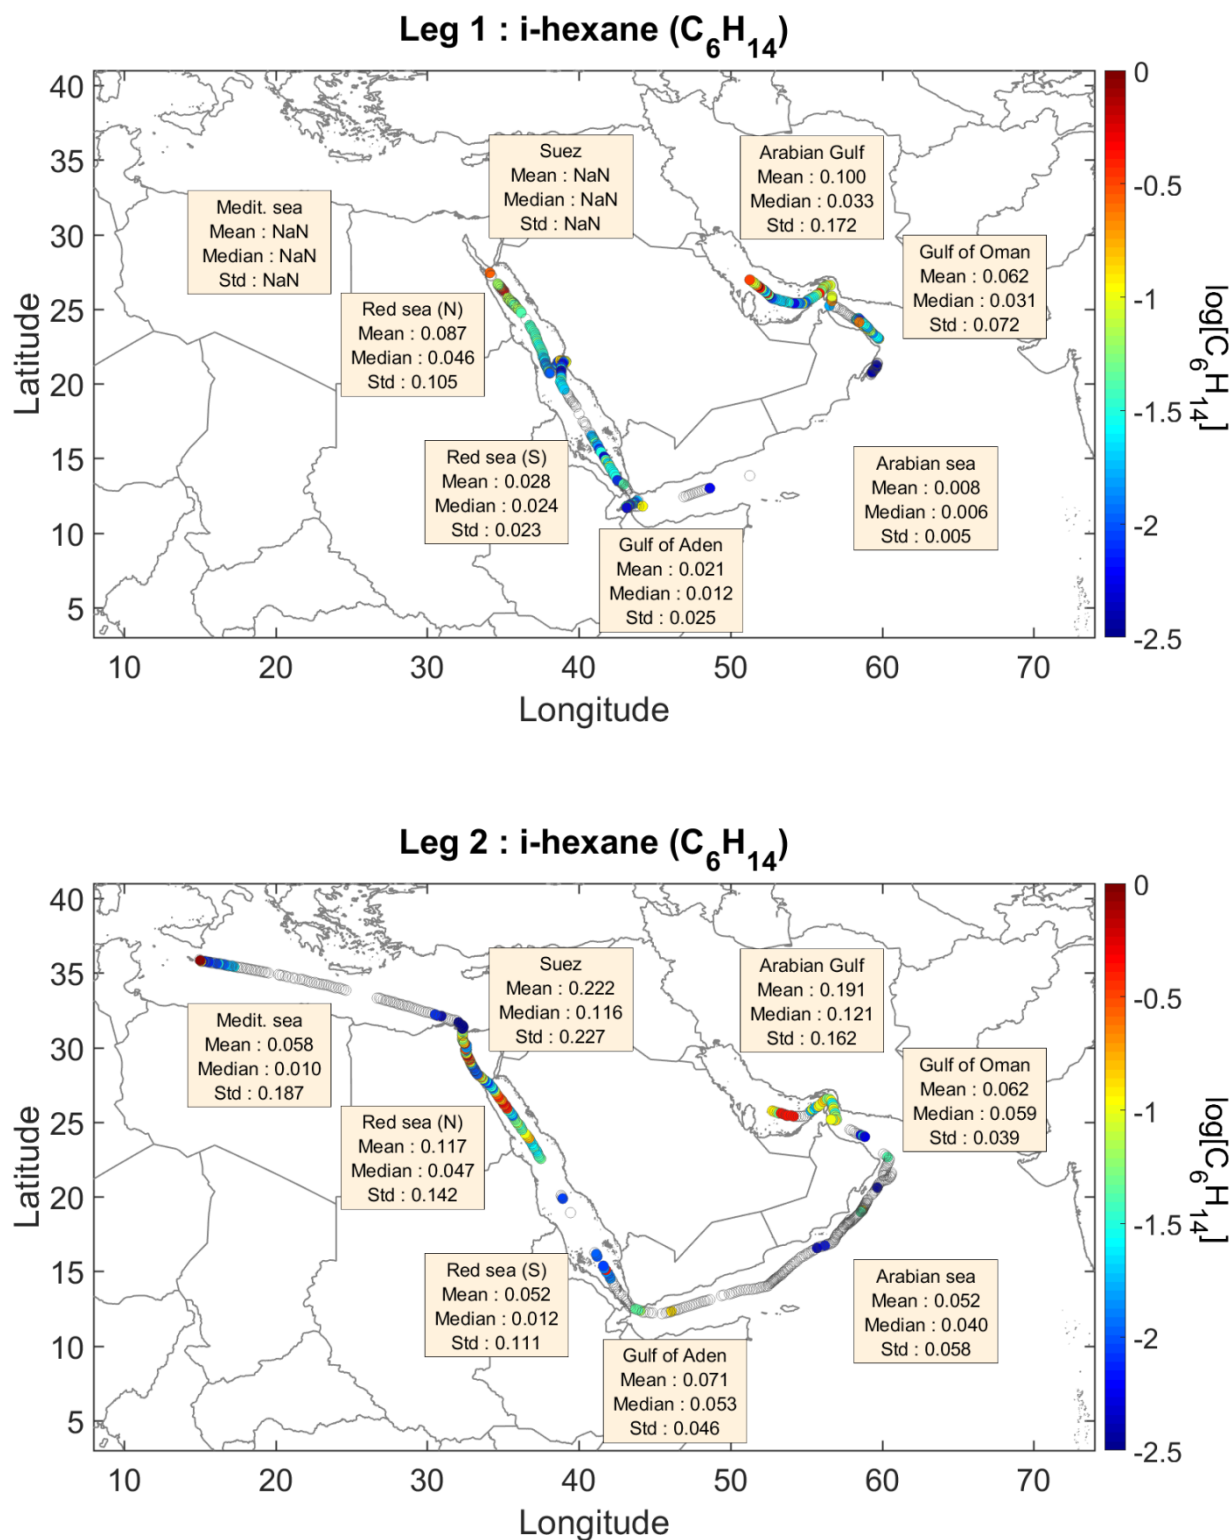 Leg 1 : i-hexane (C6H14)
40
35
30
25
20
15
10
5
Latitude
10 20 30 40 50 60 70
Longitude
Medit. sea
Mean : NaN
Median : NaN
Std : NaN
Suez
Mean : NaN
Median : NaN
Std : NaN
Arabian Gulf
Mean : 0.100
Median : 0.033
Std : 0.172
Gulf of Oman
Mean : 0.062
Median : 0.031
Std : 0.072
Red sea (N)
Mean : 0.087
Median : 0.046
Std : 0.105
Red sea (S)
Mean : 0.028
Median : 0.024
Std : 0.023
Arabian sea
Mean : 0.008
Median : 0.006
Std : 0.005
Gulf of Aden
Mean : 0.021
Median : 0.012
Std : 0.025
0
-0.5
-1
-1.5
-2
-2.5
log[C6H14]
Leg 2 : i-hexane (C6H14)
40
35
30
25
20
15
10
5
Latitude
10 20 30 40 50 60 70
Longitude
Suez
Mean : 0.222
Median : 0.116
Std : 0.227
Arabian Gulf
Mean : 0.191
Median : 0.121
Std : 0.162
Medit. sea
Mean : 0.058
Median : 0.010
Std : 0.187
Gulf of Oman
Mean : 0.062
Median : 0.059
Std : 0.039
Red sea (N)
Mean : 0.117
Median : 0.047
Std : 0.142
Red sea (S)
Mean : 0.052
Median : 0.012
Std : 0.111
Arabian sea
Mean : 0.052
Median : 0.040
Std : 0.058
Gulf of Aden
Mean : 0.071
Median : 0.053
Std : 0.046
0
-0.5
-1
-1.5
-2
-2.5
log[C6H14]